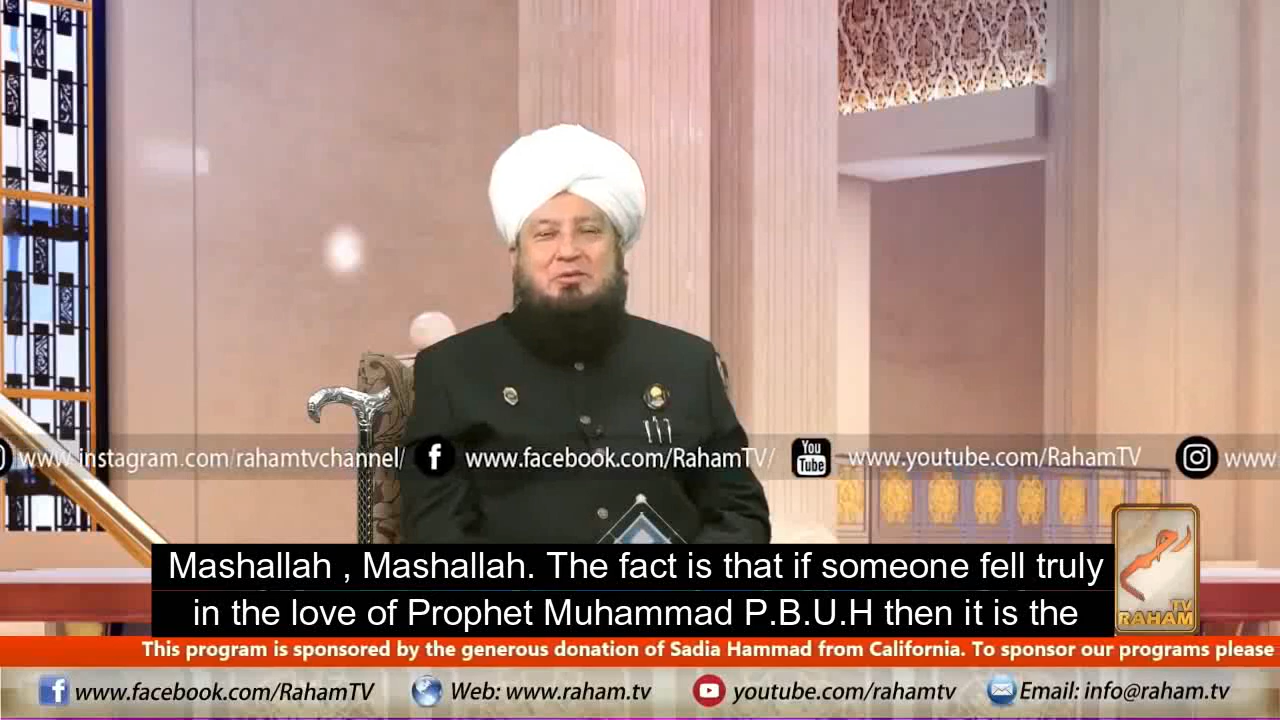 www.instagram.com/rahamtvchannel/
www.facebook.com/RahamTV/
You
Tube
www.youtube.com/RahamTV
www.
Mashallah , Mashallah. The fact is that if someone fell truly
in the love of Prophet Muhammad P.B.U.H then it is the
رحم
TV
RAHAM
This program is sponsored by the generous donation of Sadia Hammad from California. To sponsor our programs please
www.facebook.com/RahamTV
Web: www.raham.tv
youtube.com/rahamtv
Email: info@raham.tv